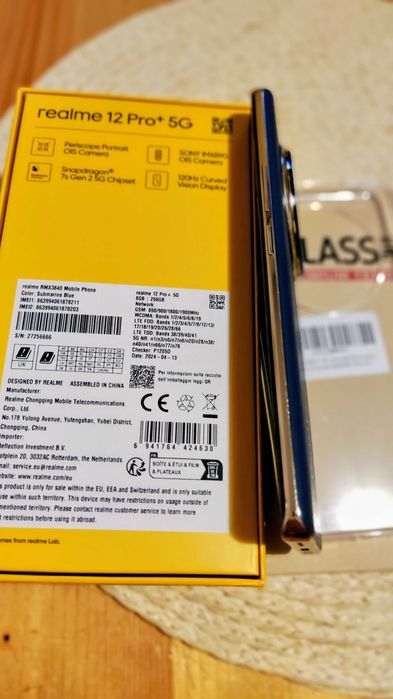 realme 12 Pro+ 5G
Periscope Portrait
OIS Camera
SONY IMX890
OIS Camera
Snapdragon®
7s Gen 2 5G Chipset
120Hz Curved
Vision Display
realme RMX3840 Mobile Phone
Color: Submarine Blue
IMEI1: 863994061878211
IMEI2: 863994061878203
S/N: 27256666
realme 12 Pro+ 5G
8GB | 256GB
Network:
GSM: 850/900/1800/1900MHz
WCDMA: Bands 1/2/4/5/6/8/19
LTE FDD: Bands 1/2/3/4/5/7/8/12/13/
17/18/19/20/26/28/66
LTE TDD: Bands 38/39/40/41
5G NR: n1/n3/n5/n7/n8/n20/n28/n38/
n40/n41/n66/n77/n78
Checker: P1205D
Date: 2024-04-13
UK
Per informazioni sulla raccolta
dell'imballaggio leggi QR
DESIGNED BY REALME ASSEMBLED IN CHINA
Manufacturer:
Realme Chongqing Mobile Telecommunications
Corp., Ltd.
No.178 Yulong Avenue, Yufengshan, Yubei District,
Chongqing, China
Importer:
Reflection Investment B.V.
Hofplein 20, 3032AC Rotterdam, the Netherlands
Email: service.eu@realme.com
Website: www.realme.com/eu
CE
6 941764 424630
FR
BOÎTE & ÉTUI & FILM
& PLATEAUX
product is only for sale within the EU, EEA and Switzerland and is only suitable
use within such territory. This device may have restrictions on usage outside of
mentioned territory. Please contact realme customer service to learn more
restrictions before using it abroad.
comes from realme Lab.
LASS